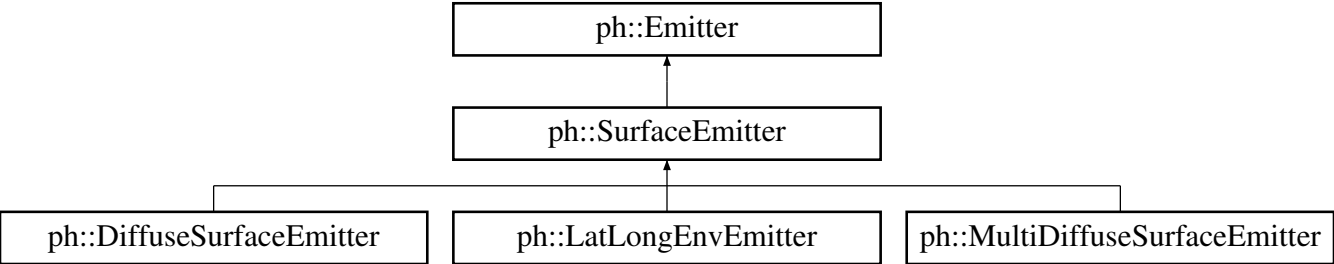 ph::Emitter
ph::SurfaceEmitter
ph::DiffuseSurfaceEmitter
ph::LatLongEnvEmitter
ph::MultiDiffuseSurfaceEmitter